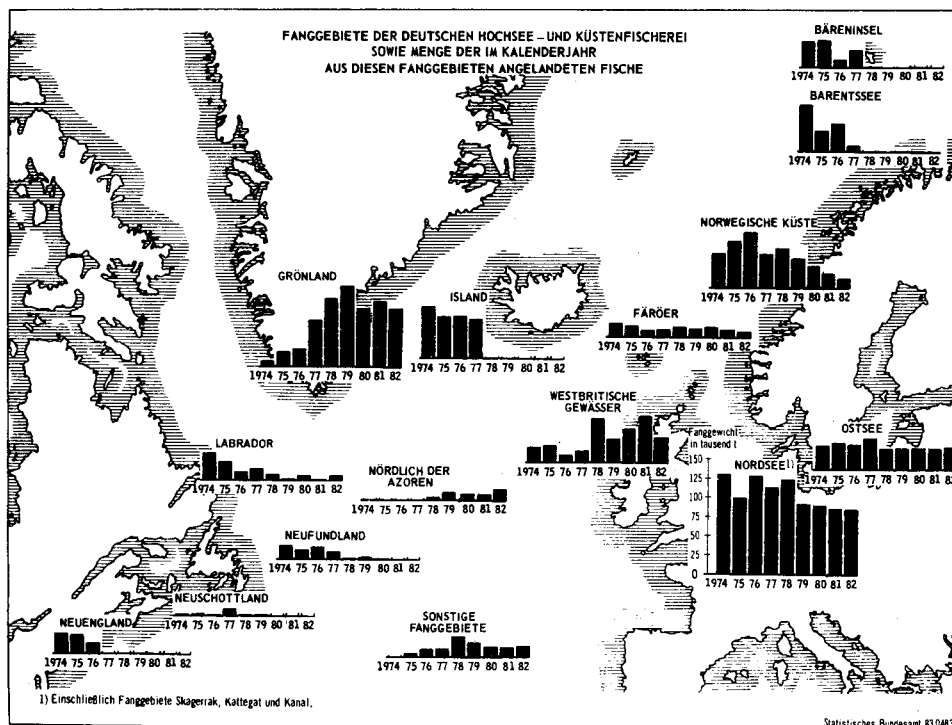 FANGGEBIETE DER DEUTSCHEN HOCHSEE – UND KÜSTENFISCHEREI
SOWIE MENGE DER IM KALENDERJAHR
AUS DIESEN FANGGEBIETEN ANGELANDETEN FISCHE
BÄRENINSEL
1974 75 76 77 78 79 80 81 82
BARENTSSEE
1974 75 76 77 78 79 80 81 82
NORWEGISCHE KÜSTE
1974 75 76 77 78 79 80 81 82
GRÖNLAND
1974 75 76 77 78 79 80 81 82
ISLAND
1974 75 76 77 78 79 80 81 82
FÄRÖER
1974 75 76 77 78 79 80 81 82
WESTBRITISCHE
GEWÄSSER
1974 75 76 77 78 79 80 81 82
OSTSEE
1974 75 76 77 78 79 80 81 82
Fanggewicht
in tausend t
NORDSEE 1)
150
125
100
75
50
25
0
1974 75 76 77 78 79 80 81 82
LABRADOR
1974 75 76 77 78 79 80 81 82
NÖRDLICH DER
AZOREN
1974 75 76 77 78 79 80 81 82
NEUFUNDLAND
1974 75 76 77 78 79 80 81 82
NEUSCHOTTLAND
1974 75 76 77 78 79 80 81 82
NEUENGLAND
1974 75 76 77 78 79 80 81 82
SONSTIGE
FANGGEBIETE
1974 75 76 77 78 79 80 81 82
1) Einschließlich Fanggebiete Skagerrak, Kattegat und Kanal.
Statistisches Bundesamt